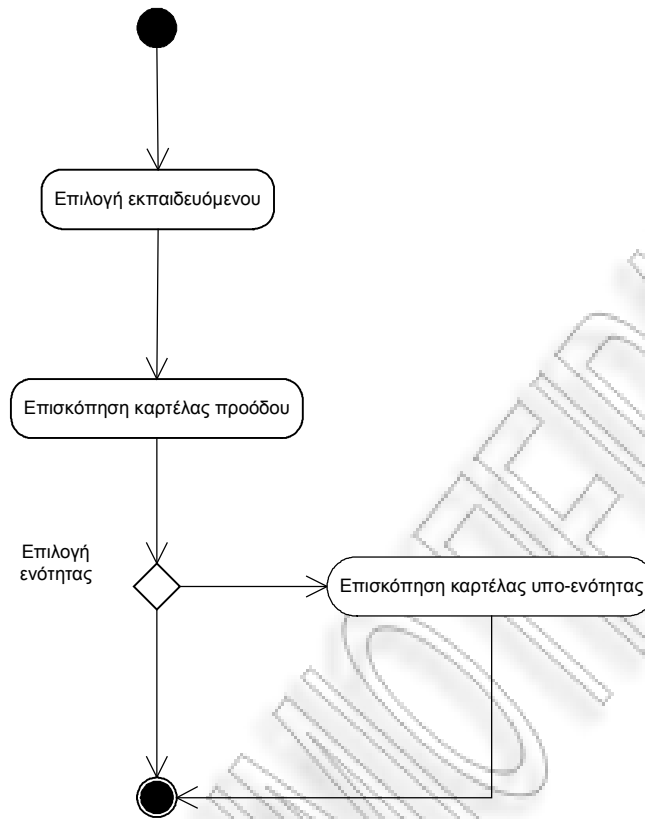 Επιλογή εκπαιδευόμενου
Επισκόπηση καρτέλας προόδου
Επιλογή
ενότητας
Επισκόπηση καρτέλας υπο-ενότητας